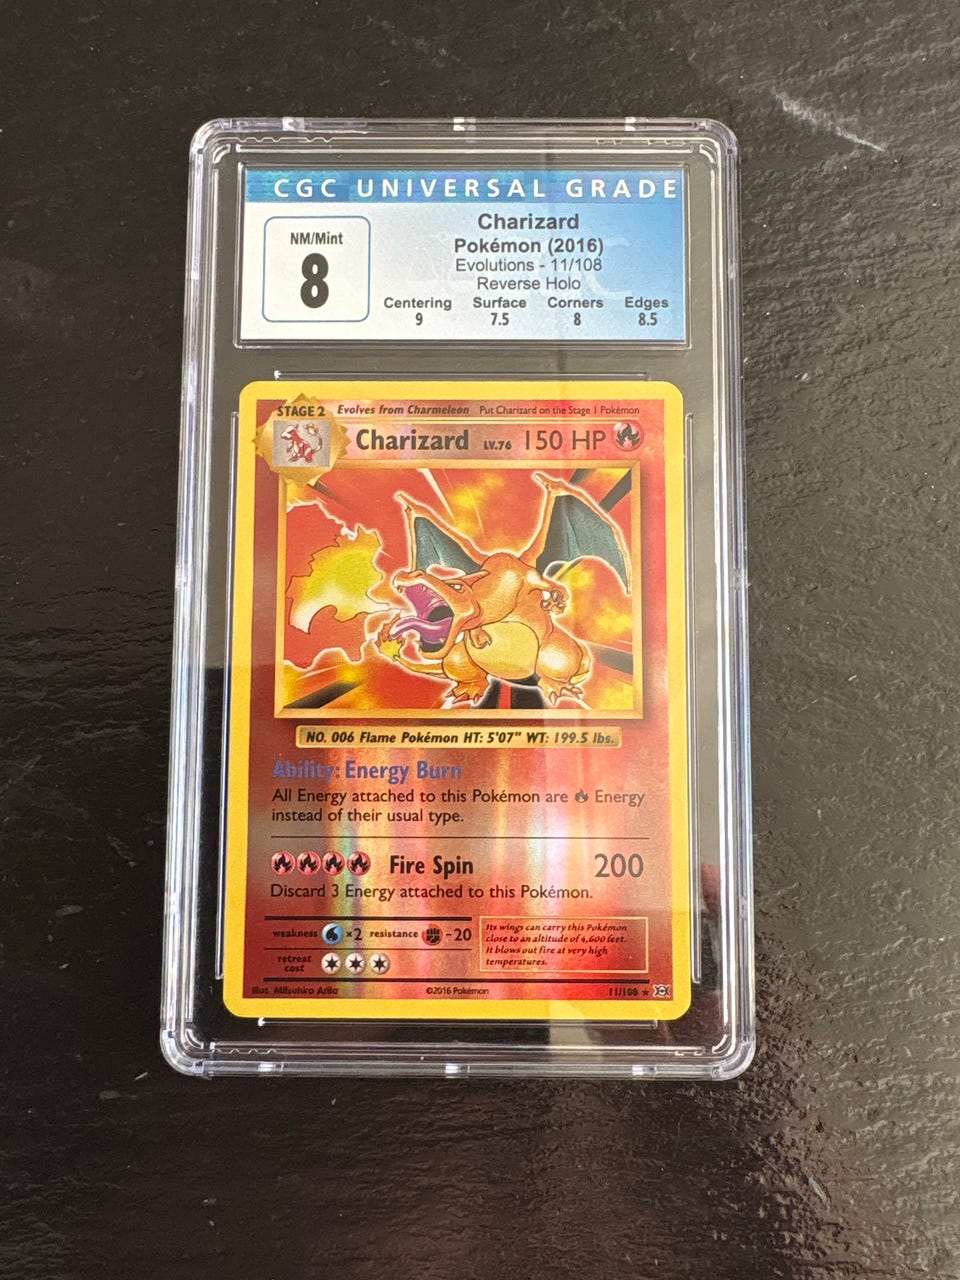 CGC UNIVERSAL GRADE
NM/Mint
8
Charizard
Pokémon (2016)
Evolutions - 11/108
Reverse Holo
Centering Surface Corners Edges
9 7.5 8 8.5
STAGE 2 Evolves from Charmeleon Put Charizard on the Stage 1 Pokémon
Charizard LV.76 150 HP
NO. 006 Flame Pokémon HT: 5'07" WT: 199.5 lbs.
Ability: Energy Burn
All Energy attached to this Pokémon are Energy
instead of their usual type.
Fire Spin 200
Discard 3 Energy attached to this Pokémon.
weakness ×2 resistance -20
retreat
cost
Its wings can carry this Pokémon
close to an altitude of 4,600 feet.
It blows out fire at very high
temperatures.
Illus. Mitsuhiro Arita ©2016 Pokémon 11/108